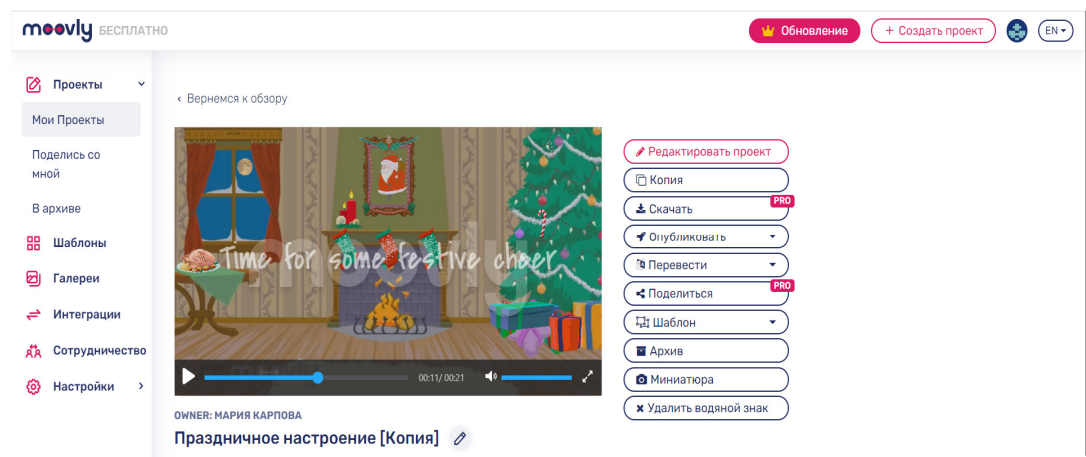 moovly БЕСПЛАТНО
Обновление
+ Создать проект
EN
Проекты
Мои Проекты
Поделись со
мной
В архиве
Шаблоны
Галереи
Интеграции
Сотрудничество
Настройки
‹ Вернемся к обзору
Time for some festive cheer
moovly
00:11/00:21
OWNER: МАРИЯ КАРПОВА
Праздничное настроение [Копия]
Редактировать проект
Копия
Скачать PRO
Опубликовать
Перевести
Поделиться PRO
Шаблон
Архив
Миниатюра
Удалить водяной знак